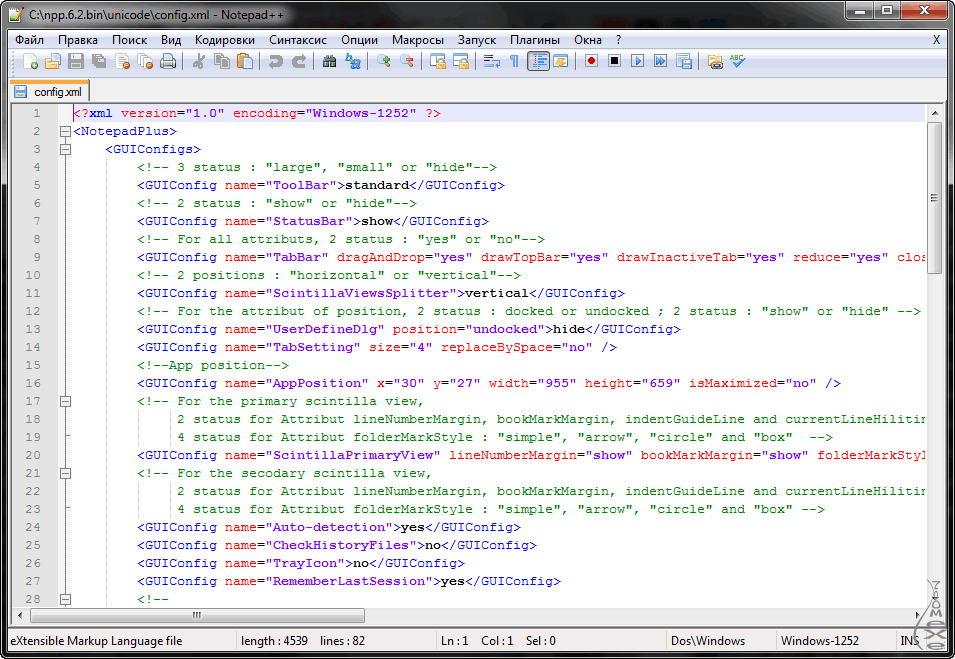 C:\npp.6.2.bin\unicode\config.xml - Notepad++
Файл Правка Поиск Вид Кодировки Синтаксис Опции Макросы Запуск Плагины Окна ? X
ABC
config.xml
1 <?xml version="1.0" encoding="Windows-1252" ?>
2 <NotepadPlus>
3 <GUIConfigs>
4 <!-- 3 status : "large", "small" or "hide"-->
5 <GUIConfig name="ToolBar">standard</GUIConfig>
6 <!-- 2 status : "show" or "hide"-->
7 <GUIConfig name="StatusBar">show</GUIConfig>
8 <!-- For all attributs, 2 status : "yes" or "no"-->
9 <GUIConfig name="TabBar" dragAndDrop="yes" drawTopBar="yes" drawInactiveTab="yes" reduce="yes" clos
10 <!-- 2 positions : "horizontal" or "vertical"-->
11 <GUIConfig name="ScintillaViewsSplitter">vertical</GUIConfig>
12 <!-- For the attribut of position, 2 status : docked or undocked ; 2 status : "show" or "hide" -->
13 <GUIConfig name="UserDefineDlg" position="undocked">hide</GUIConfig>
14 <GUIConfig name="TabSetting" size="4" replaceBySpace="no" />
15 <!--App position-->
16 <GUIConfig name="AppPosition" x="30" y="27" width="955" height="659" isMaximized="no" />
17 <!-- For the primary scintilla view,
18 2 status for Attribut lineNumberMargin, bookMarkMargin, indentGuideLine and currentLineHilitin
19 4 status for Attribut folderMarkStyle : "simple", "arrow", "circle" and "box" -->
20 <GUIConfig name="ScintillaPrimaryView" lineNumberMargin="show" bookMarkMargin="show" folderMarkStyl
21 <!-- For the secodary scintilla view,
22 2 status for Attribut lineNumberMargin, bookMarkMargin, indentGuideLine and currentLineHilitin
23 4 status for Attribut folderMarkStyle : "simple", "arrow", "circle" and "box" -->
24 <GUIConfig name="Auto-detection">yes</GUIConfig>
25 <GUIConfig name="CheckHistoryFiles">no</GUIConfig>
26 <GUIConfig name="TrayIcon">no</GUIConfig>
27 <GUIConfig name="RememberLastSession">yes</GUIConfig>
28 <!--
eXtensible Markup Language file length : 4539 lines : 82 Ln : 1 Col : 1 Sel : 0 Dos\Windows Windows-1252 INS